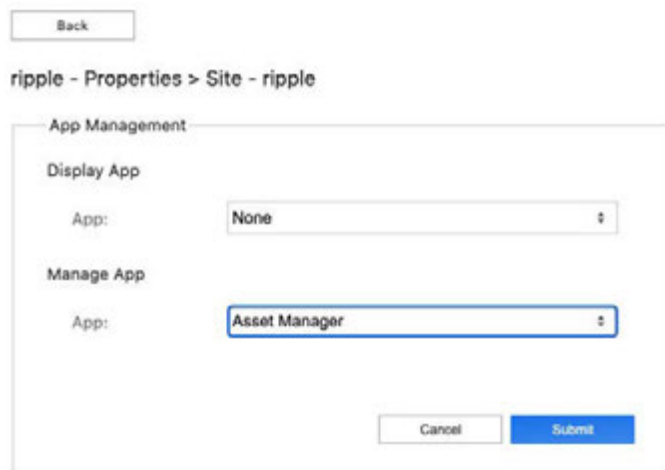 Back
ripple - Properties > Site - ripple
App Management
Display App
App: None
Manage App
App: Asset Manager
Cancel Submit